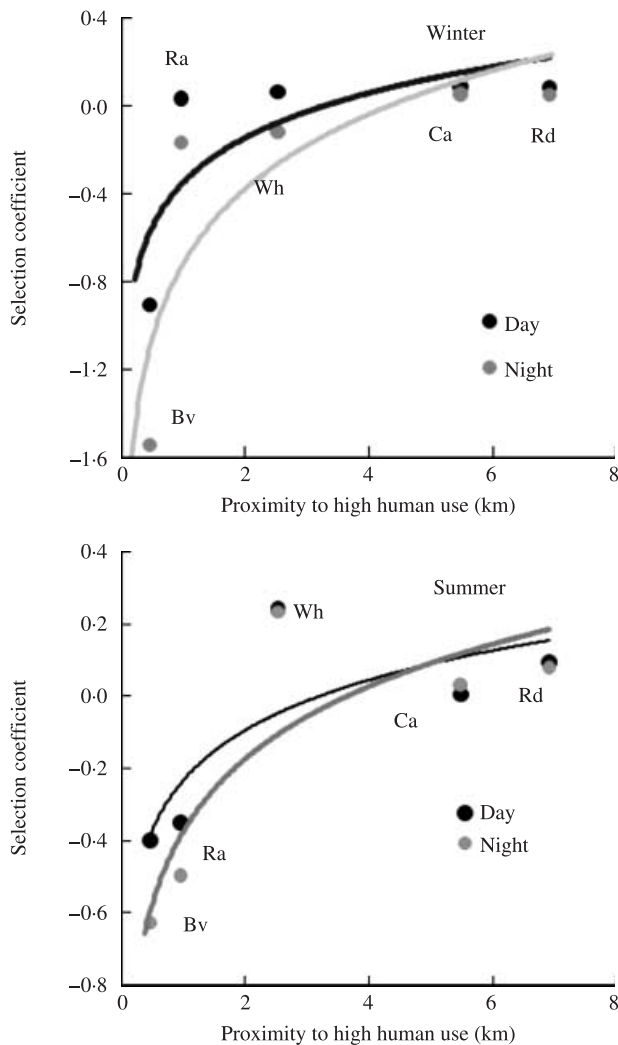 0·4
Winter
Ra
0·0
Ca
Rd
Selection coefficient
−0·4
Wh
−0·8
Day
−1·2
Night
Bv
−1·6
0
2
4
6
8
Proximity to high human use (km)
0·4
Summer
0·2
Wh
0·0
Rd
Ca
Selection coefficient
−0·2
Day
−0·4
Ra
Night
−0·6
Bv
−0·8
0
2
4
6
8
Proximity to high human use (km)